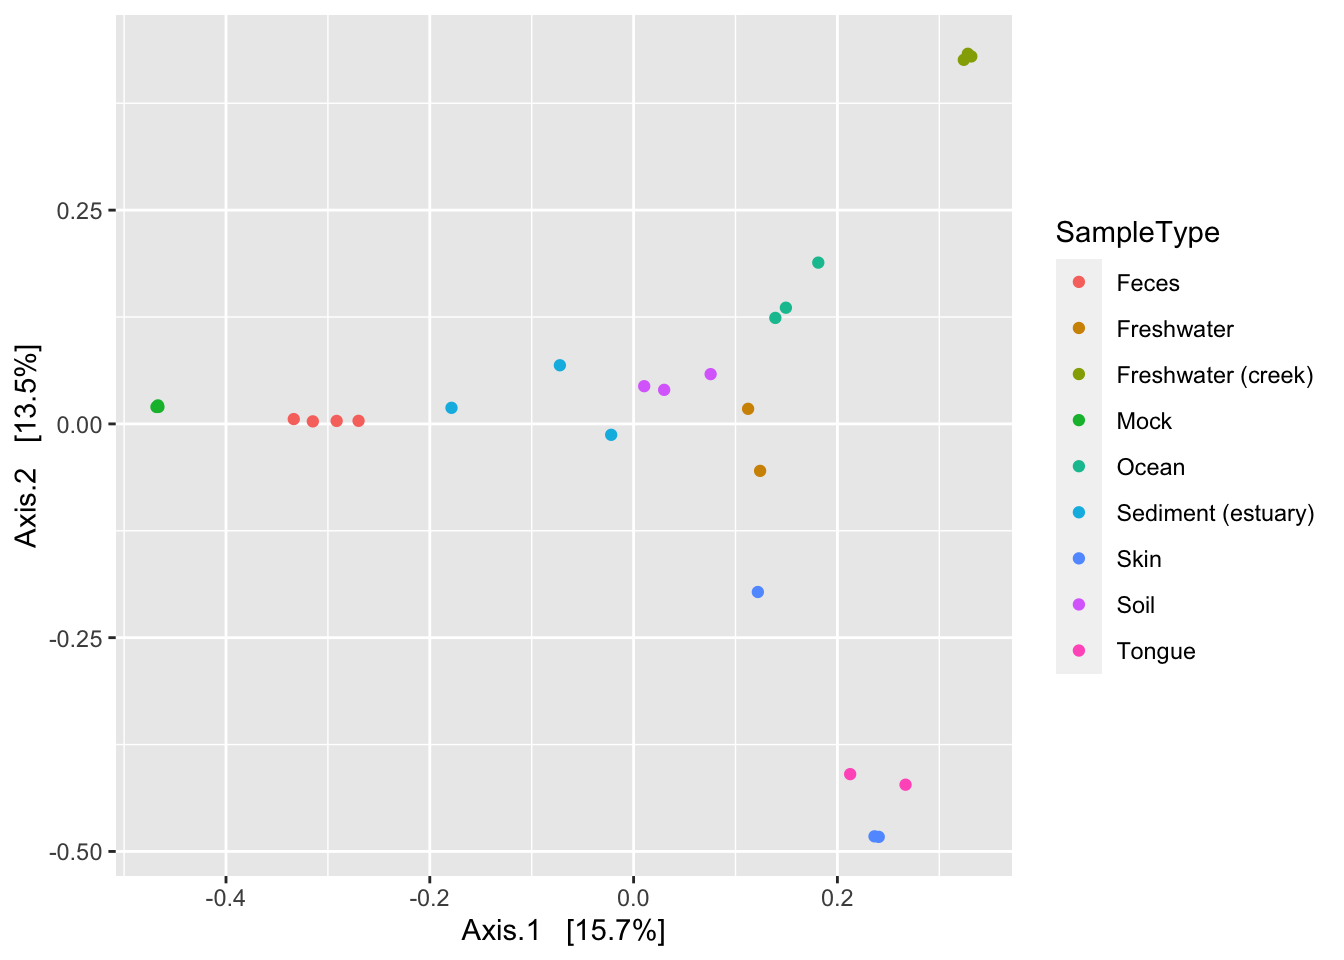 0.25
0.00
-0.25
-0.50
Axis.2   [13.5%]
-0.4
-0.2
0.0
0.2
Axis.1   [15.7%]
SampleType
Feces
Freshwater
Freshwater (creek)
Mock
Ocean
Sediment (estuary)
Skin
Soil
Tongue